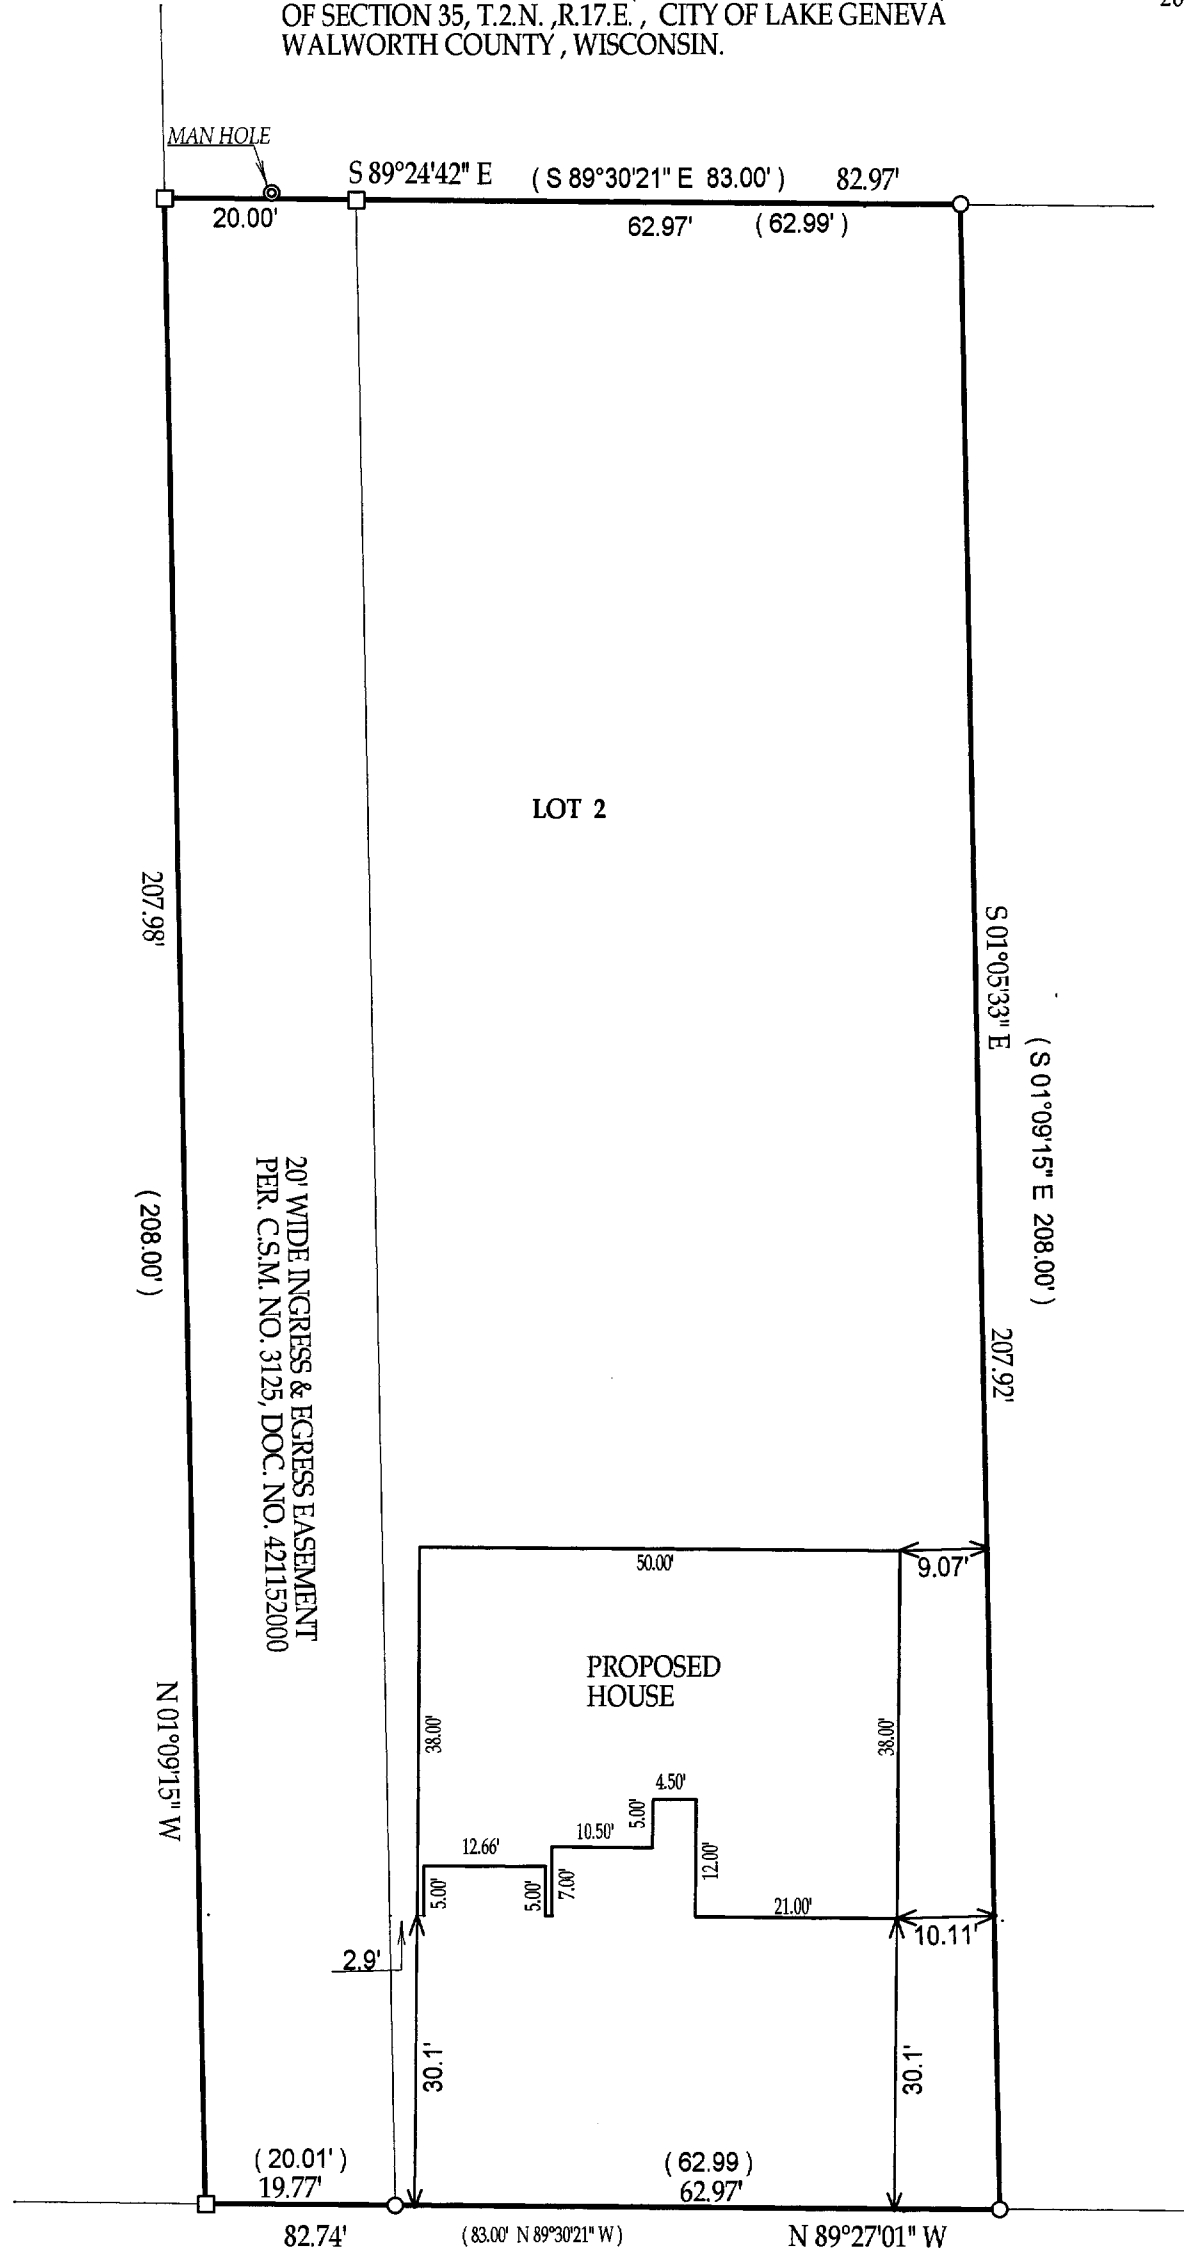 OF SECTION 35, T.2.N. ,R.17.E. , CITY OF LAKE GENEVA
WALWORTH COUNTY , WISCONSIN.
MAN HOLE
S 89°24'42" E ( S 89°30'21" E 83.00' ) 82.97'
20.00' 62.97' ( 62.99' )
LOT 2
207.98'
( 208.00' )
N 01°09'15" W
20' WIDE INGRESS & EGRESS EASEMENT
PER. C.S.M. NO. 3125, DOC. NO. 421152000
S 01°05'33" E
( S 01°09'15" E 208.00' )
207.92'
50.00'
9.07'
PROPOSED
HOUSE
38.00'
38.00'
4.50'
5.00'
10.50'
12.66'
12.00'
5.00'
5.00'
7.00'
21.00'
10.11'
2.9'
30.1'
30.1'
( 20.01' ) ( 62.99 )
19.77' 62.97'
82.74' ( 83.00' N 89°30'21" W ) N 89°27'01" W